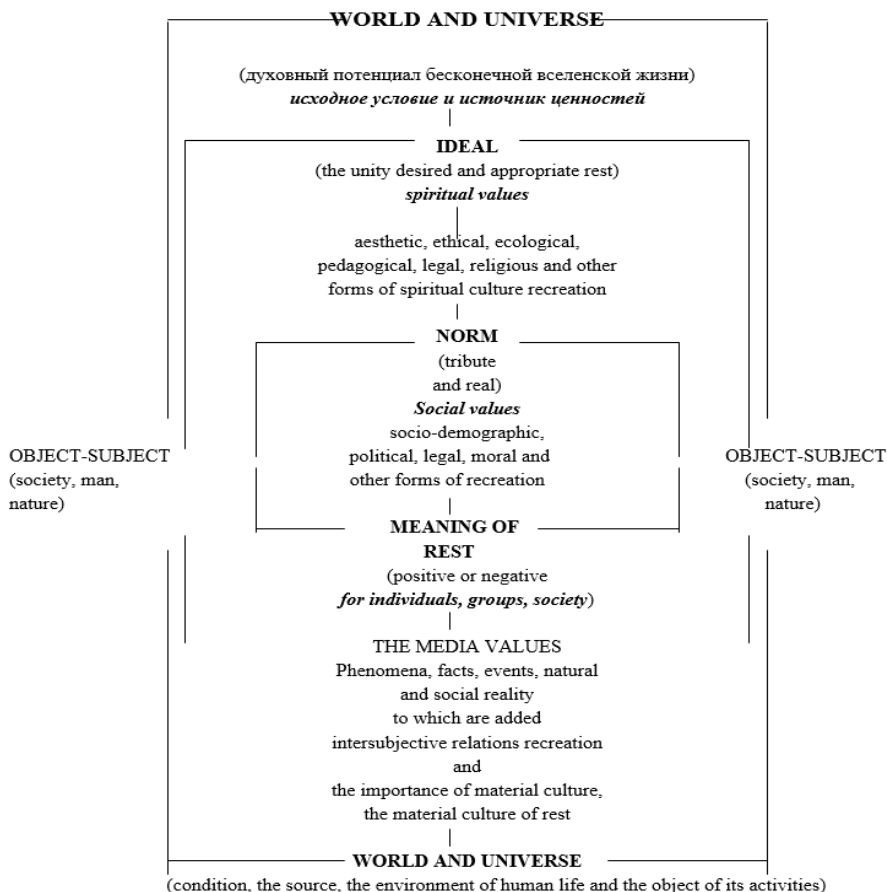 WORLD AND UNIVERSE
(духовный потенциал бесконечной вселенской жизни)
исходное условие и источник ценностей
IDEAL
(the unity desired and appropriate rest)
spiritual values
aesthetic, ethical, ecological,
pedagogical, legal, religious and other
forms of spiritual culture recreation
NORM
(tribute
and real)
Social values
socio-demographic,
political, legal, moral and
other forms of recreation
OBJECT-SUBJECT
(society, man,
nature)
OBJECT-SUBJECT
(society, man,
nature)
MEANING OF
REST
(positive or negative
for individuals, groups, society)
THE MEDIA VALUES
Phenomena, facts, events, natural
and social reality
to which are added
intersubjective relations recreation
and
the importance of material culture,
the material culture of rest
WORLD AND UNIVERSE
(condition, the source, the environment of human life and the object of its activities)